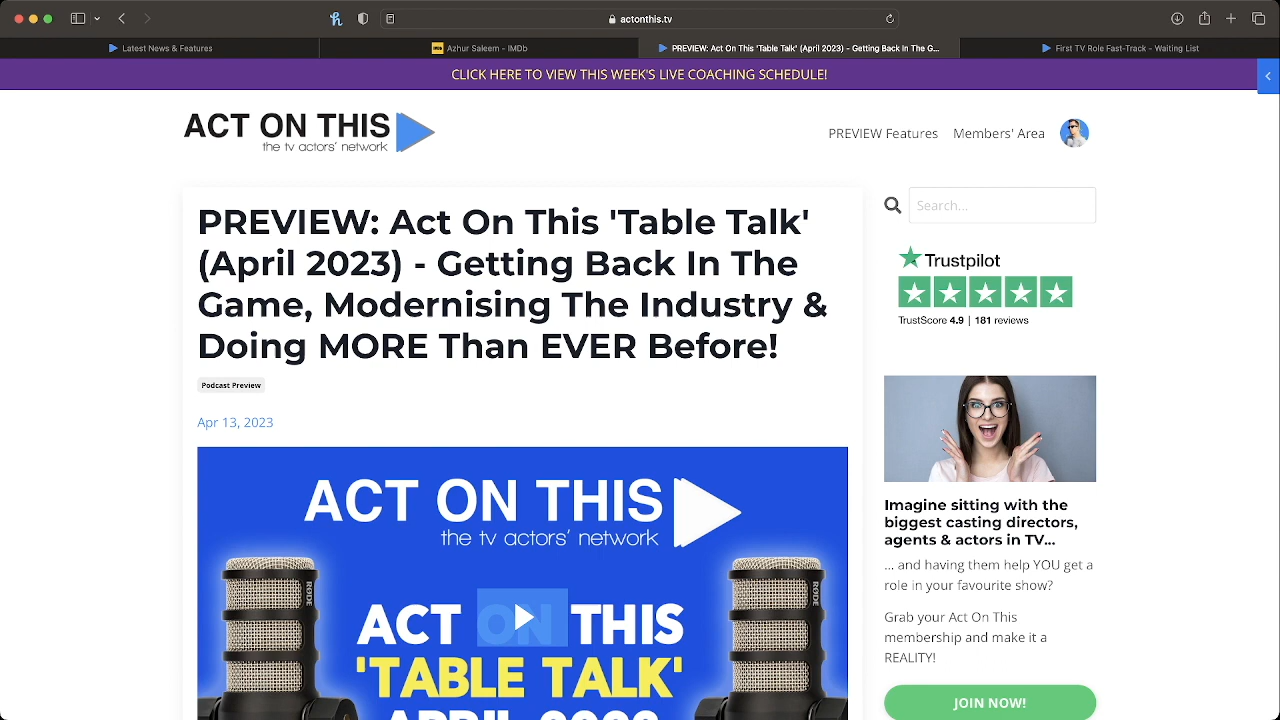 actonthis.tv
Latest News & Features
Azhur Saleem - IMDb
PREVIEW: Act On This 'Table Talk' (April 2023) - Getting Back In The G...
First TV Role Fast-Track - Waiting List
CLICK HERE TO VIEW THIS WEEK'S LIVE COACHING SCHEDULE!
ACT ON THIS
the tv actors' network
PREVIEW Features
Members' Area
PREVIEW: Act On This 'Table Talk'
(April 2023) - Getting Back In The
Game, Modernising The Industry &
Doing MORE Than EVER Before!
Podcast Preview
Apr 13, 2023
ACT ON THIS
the tv actors' network
RØDE
RØDE
ACT ON THIS
'TABLE TALK'
APRIL 2023
Search...
Trustpilot
TrustScore 4.9 | 181 reviews
Imagine sitting with the
biggest casting directors,
agents & actors in TV...
... and having them help YOU get a
role in your favourite show?
Grab your Act On This
membership and make it a
REALITY!
JOIN NOW!